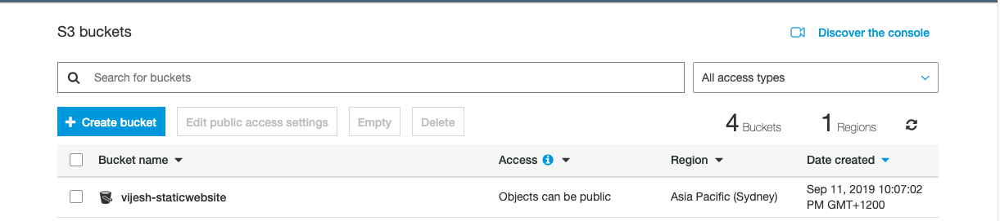 S3 buckets
Discover the console
Search for buckets
All access types
Create bucket
Edit public access settings
Empty
Delete
4 Buckets
1 Regions
Bucket name
Access
Region
Date created
vijesh-staticwebsite
Objects can be public
Asia Pacific (Sydney)
Sep 11, 2019 10:07:02
PM GMT+1200